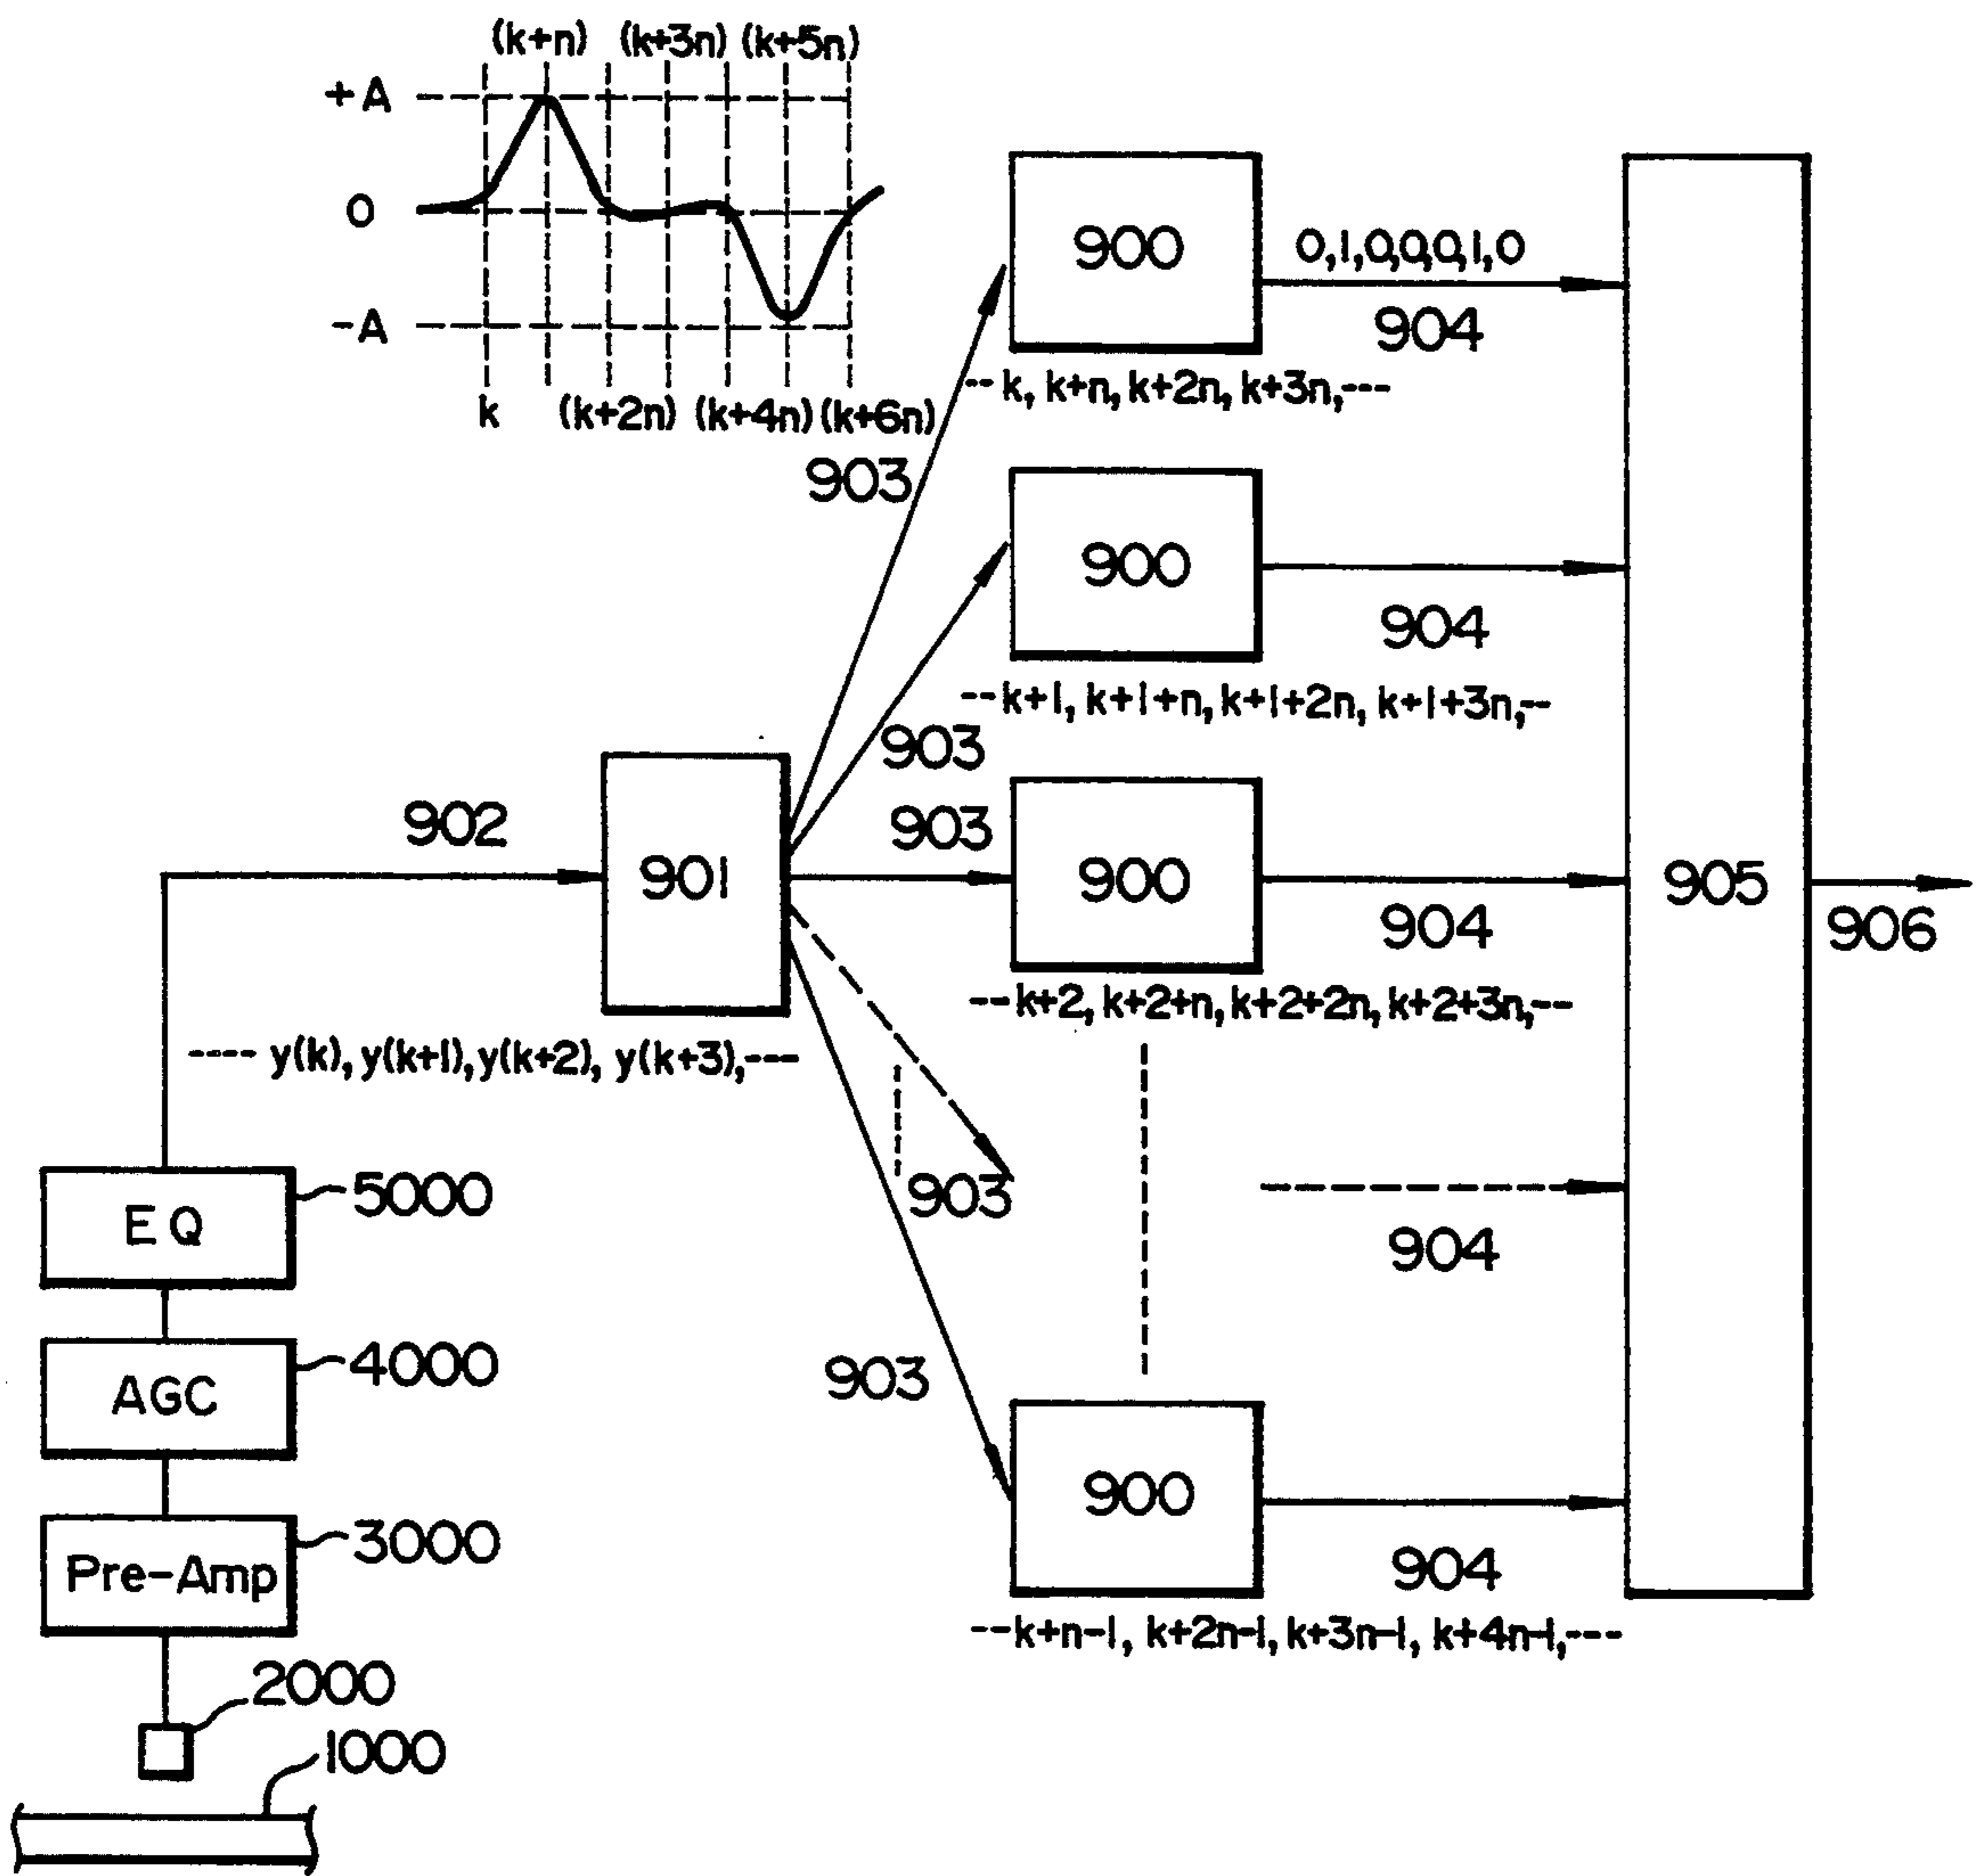 (k+n) (k+3n) (k+5n)
+A
0
-A
k (k+2n) (k+4n) (k+6n)
903
900
0,1,0,0,0,1,0
904
--k, k+n, k+2n, k+3n,---
900
904
--k+1, k+1+n, k+1+2n, k+1+3n,--
903
903
902
901
900
904
905
906
--k+2, k+2+n, k+2+2n, k+2+3n,--
---- y(k), y(k+1), y(k+2), y(k+3),---
903
904
EQ
5000
AGC
4000
903
900
904
--k+n-1, k+2n-1, k+3n-1, k+4n-1,---
Pre-Amp
3000
2000
1000